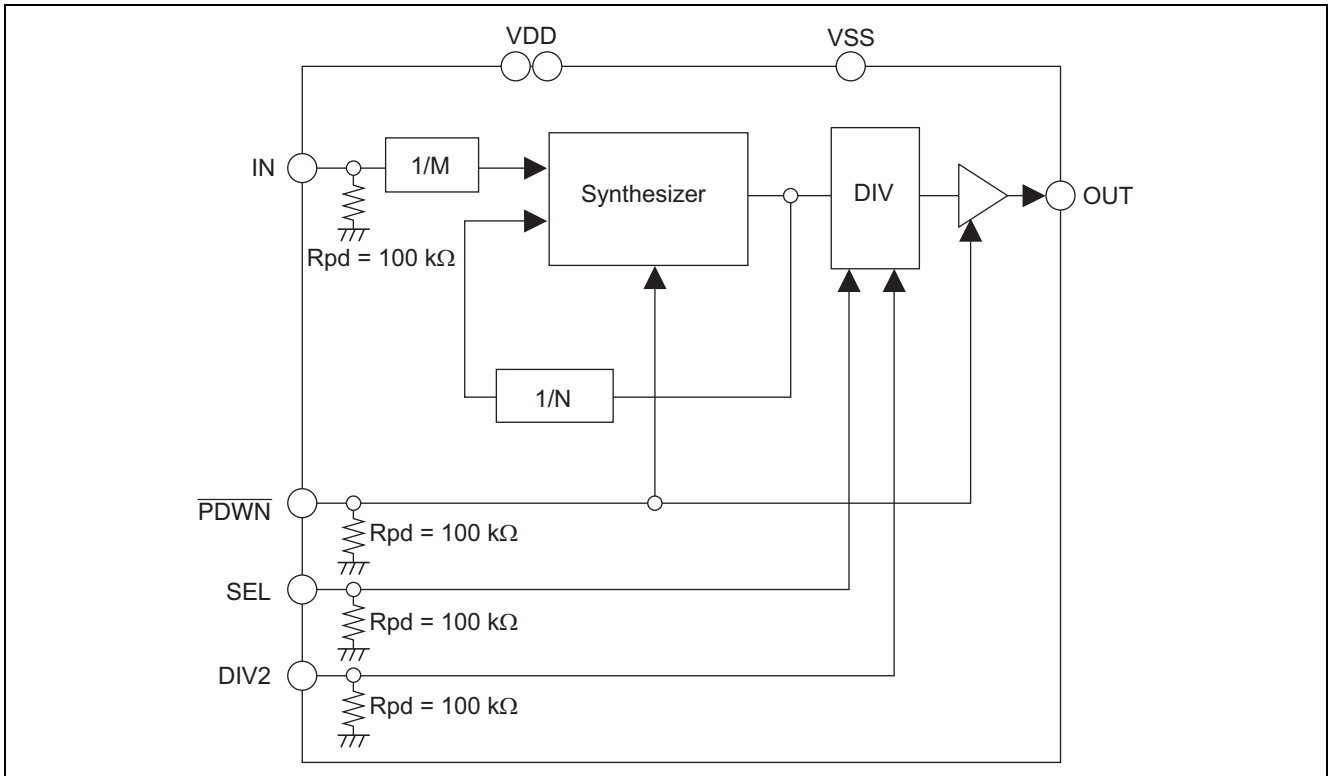 VDD
VSS
IN
1/M
Synthesizer
DIV
OUT
Rpd = 100 kΩ
1/N
PDWN
Rpd = 100 kΩ
SEL
Rpd = 100 kΩ
DIV2
Rpd = 100 kΩ